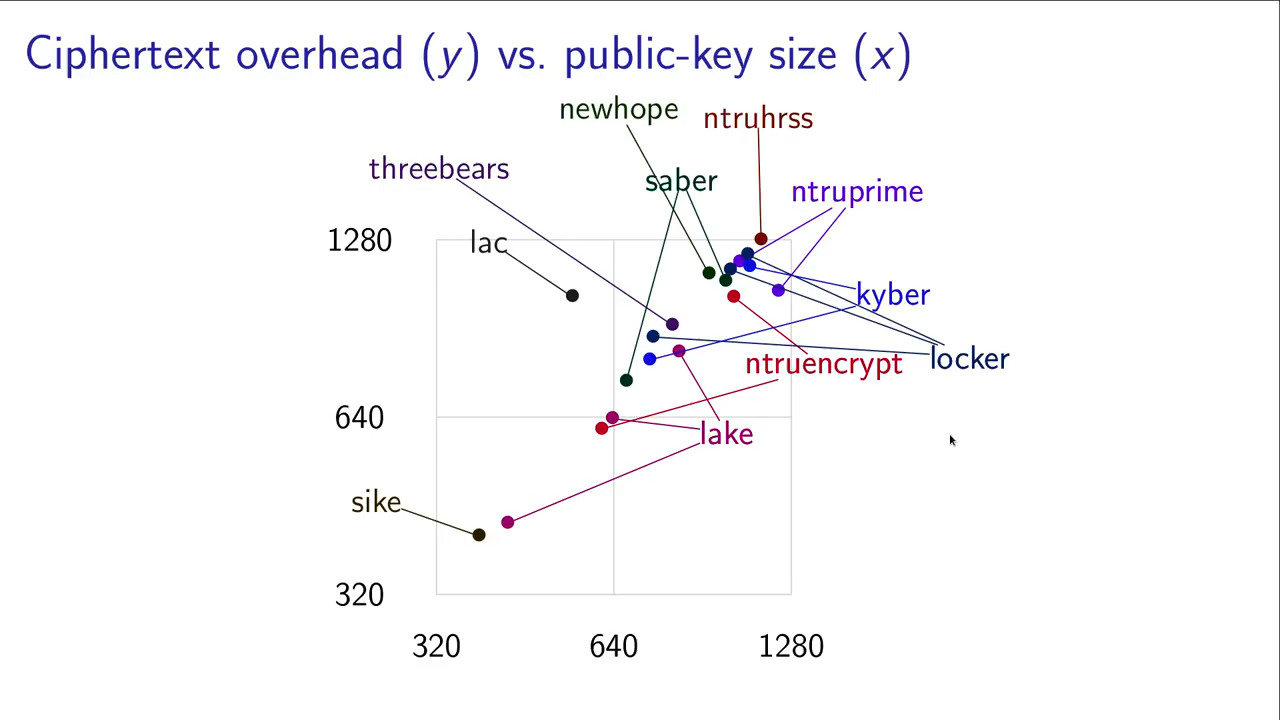 Ciphertext overhead (y) vs. public-key size (x)
newhope
ntruhrss
threebears
saber
ntruprime
1280
lac
kyber
ntruencrypt
locker
640
lake
sike
320
320
640
1280